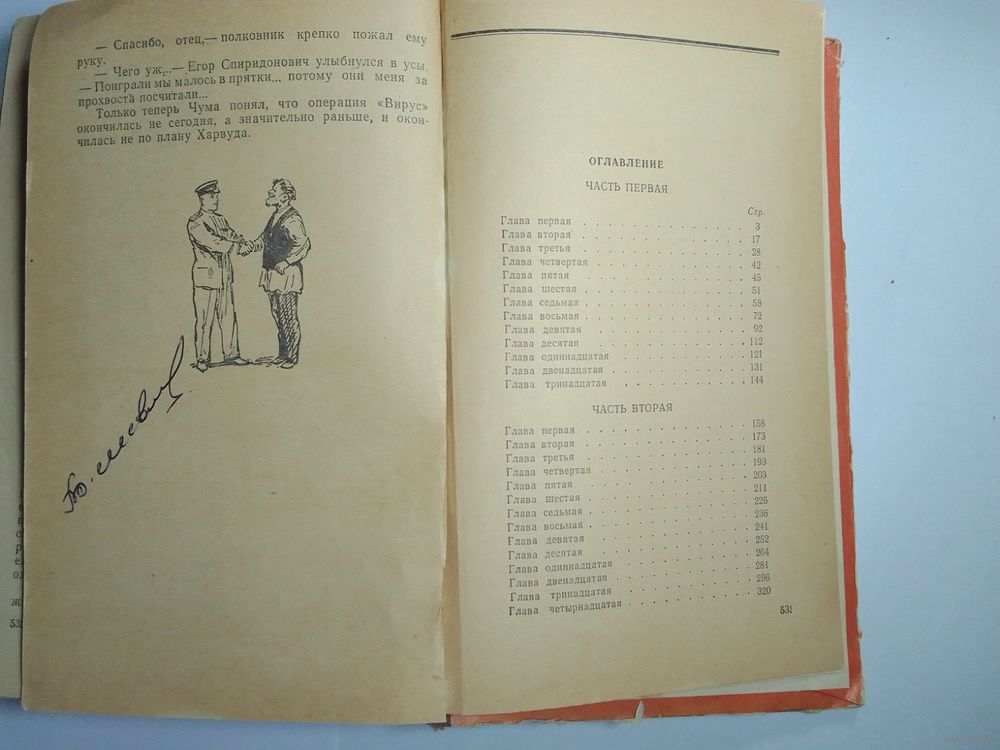 — Спасибо, отец,— полковник крепко пожал ему
руку.
— Чего уж...— Егор Спиридонович улыбнулся в усы,
— Поиграли мы малось в прятки... потому они меня за
прохвоста посчитали...
Только теперь Чума понял, что операция «Вирус»
окончилась не сегодня, а значительно раньше, и окон-
чилась не по плану Харвуда.
ОГЛАВЛЕНИЕ
ЧАСТЬ ПЕРВАЯ
Стр.
Глава первая . . . . . . . . . . . . 3
Глава вторая . . . . . . . . . . . . 17
Глава третья . . . . . . . . . . . . 28
Глава четвертая . . . . . . . . . . . . 42
Глава пятая . . . . . . . . . . . . 45
Глава шестая . . . . . . . . . . . . 51
Глава седьмая . . . . . . . . . . . . 58
Глава восьмая . . . . . . . . . . . . 72
Глава девятая . . . . . . . . . . . . 92
Глава десятая . . . . . . . . . . . . 112
Глава одиннадцатая . . . . . . . . . . 121
Глава двенадцатая . . . . . . . . . . 131
Глава тринадцатая . . . . . . . . . . 144
ЧАСТЬ ВТОРАЯ
Глава первая . . . . . . . . . . . . 158
Глава вторая . . . . . . . . . . . . 173
Глава третья . . . . . . . . . . . . 181
Глава четвертая . . . . . . . . . . . . 193
Глава пятая . . . . . . . . . . . . 203
Глава шестая . . . . . . . . . . . . 211
Глава седьмая . . . . . . . . . . . . 226
Глава восьмая . . . . . . . . . . . . 236
Глава девятая . . . . . . . . . . . . 241
Глава десятая . . . . . . . . . . . . 252
Глава одиннадцатая . . . . . . . . . . 264
Глава двенадцатая . . . . . . . . . . 281
Глава тринадцатая . . . . . . . . . . 296
Глава четырнадцатая . . . . . . . . . . 320